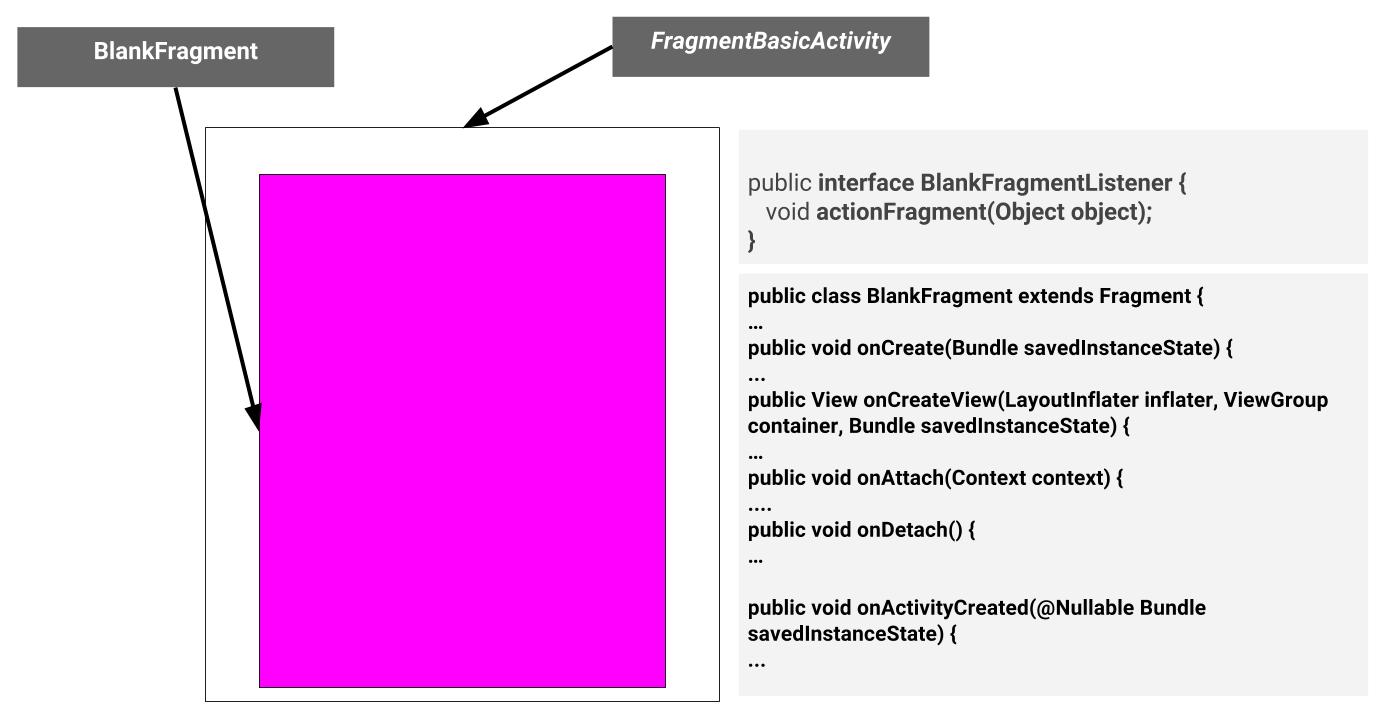 BlankFragment
FragmentBasicActivity
public interface BlankFragmentListener {
void actionFragment(Object object);
}
public class BlankFragment extends Fragment {
…
public void onCreate(Bundle savedInstanceState) {
...
public View onCreateView(LayoutInflater inflater, ViewGroup
container, Bundle savedInstanceState) {
…
public void onAttach(Context context) {
....
public void onDetach() {
…
public void onActivityCreated(@Nullable Bundle
savedInstanceState) {
...